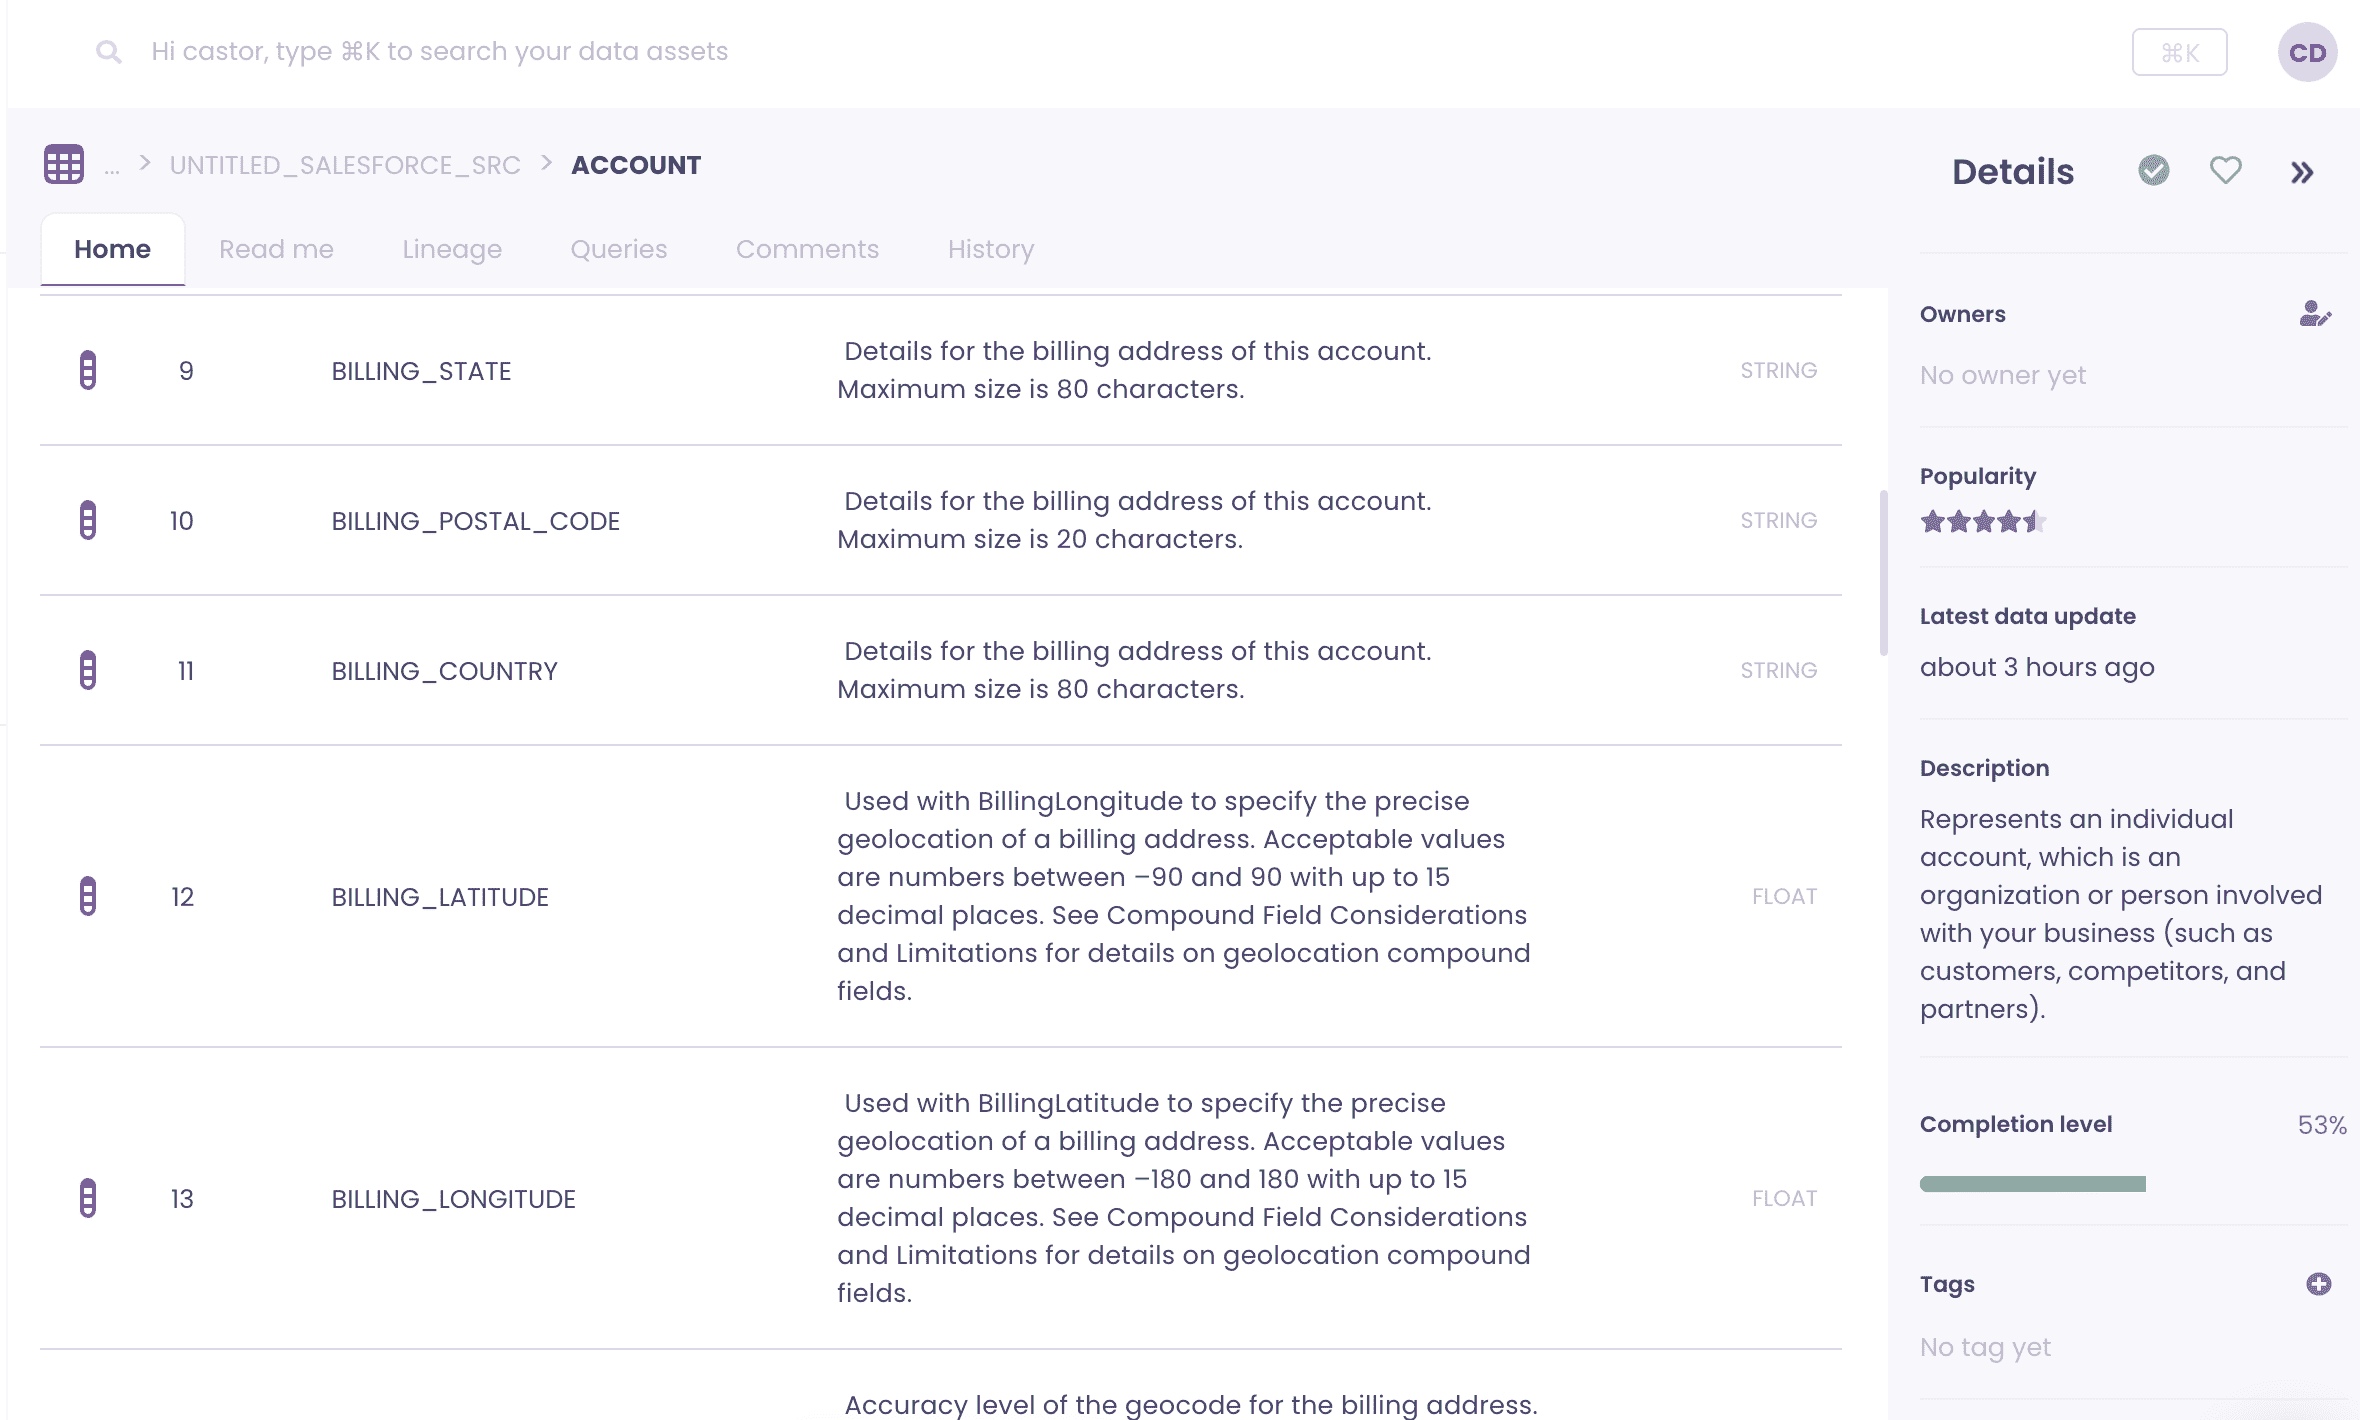 Hi castor, type ⌘K to search your data assets
⌘K
CD
... > UNTITLED_SALESFORCE_SRC > ACCOUNT
Home Read me Lineage Queries Comments History
9 BILLING_STATE STRING
Details for the billing address of this account.
Maximum size is 80 characters.
10 BILLING_POSTAL_CODE STRING
Details for the billing address of this account.
Maximum size is 20 characters.
11 BILLING_COUNTRY STRING
Details for the billing address of this account.
Maximum size is 80 characters.
12 BILLING_LATITUDE FLOAT
Used with BillingLongitude to specify the precise
geolocation of a billing address. Acceptable values
are numbers between −90 and 90 with up to 15
decimal places. See Compound Field Considerations
and Limitations for details on geolocation compound
fields.
13 BILLING_LONGITUDE FLOAT
Used with BillingLatitude to specify the precise
geolocation of a billing address. Acceptable values
are numbers between −180 and 180 with up to 15
decimal places. See Compound Field Considerations
and Limitations for details on geolocation compound
fields.
Accuracy level of the geocode for the billing address.
Details
Owners
No owner yet
Popularity
Latest data update
about 3 hours ago
Description
Represents an individual
account, which is an
organization or person involved
with your business (such as
customers, competitors, and
partners).
Completion level 53%
Tags
No tag yet